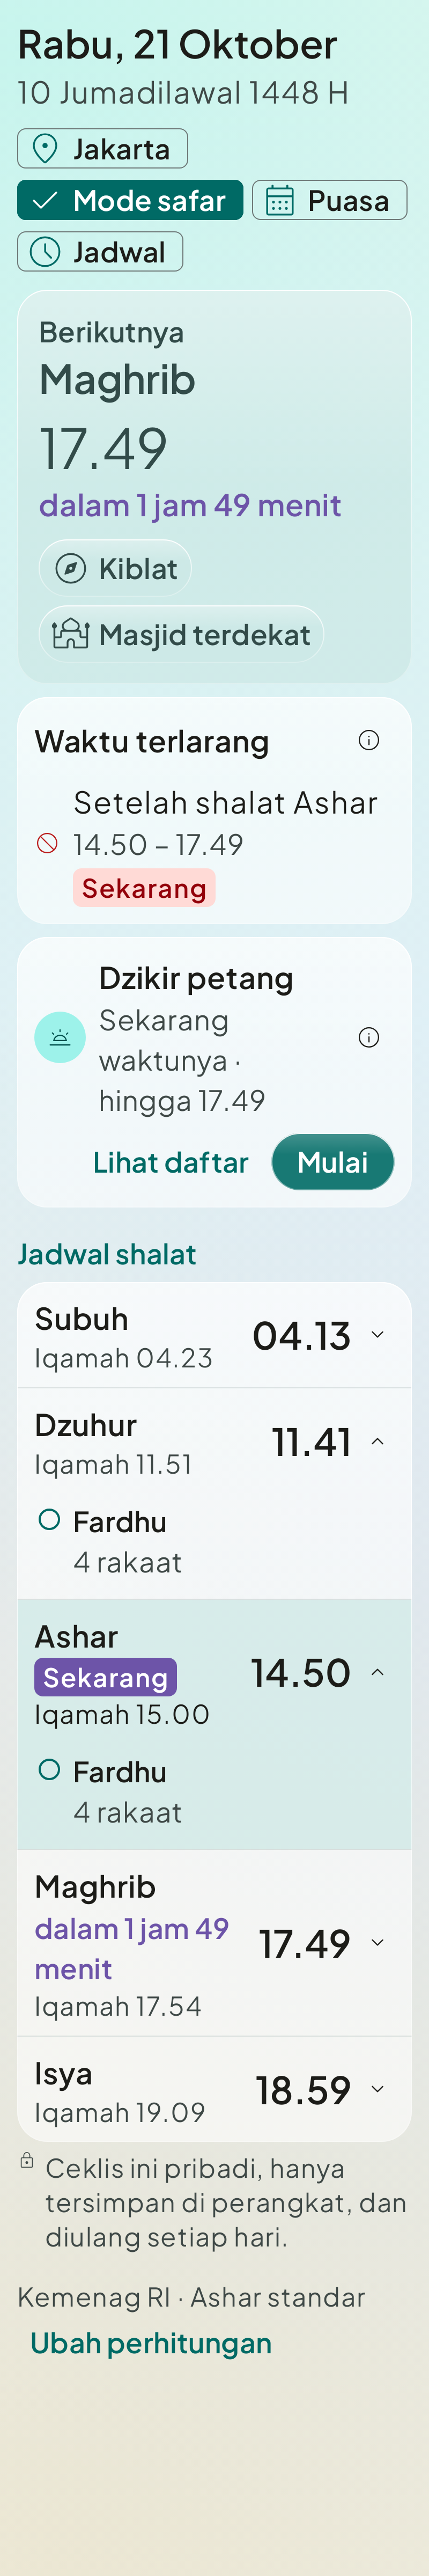 Rabu, 21 Oktober
10 Jumadilawal 1448 H
Jakarta
Mode safar
Puasa
Jadwal
Berikutnya
Maghrib
17.49
dalam 1 jam 49 menit
Kiblat
Masjid terdekat
Waktu terlarang
Setelah shalat Ashar
14.50 – 17.49
Sekarang
Dzikir petang
Sekarang
waktunya ·
hingga 17.49
Lihat daftar
Mulai
Jadwal shalat
Subuh
Iqamah 04.23
04.13
Dzuhur
Iqamah 11.51
11.41
Fardhu
4 rakaat
Ashar
Sekarang
Iqamah 15.00
14.50
Fardhu
4 rakaat
Maghrib
dalam 1 jam 49
menit
Iqamah 17.54
17.49
Isya
Iqamah 19.09
18.59
Ceklis ini pribadi, hanya
tersimpan di perangkat, dan
diulang setiap hari.
Kemenag RI · Ashar standar
Ubah perhitungan